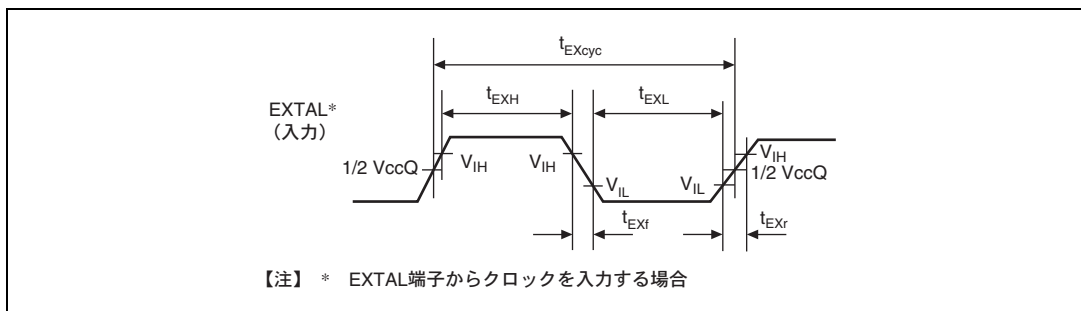 tEXcyc
tEXH
tEXL
EXTAL*
（入力）
1/2 VccQ
VIH
VIH
VIL
VIL
VIH
1/2 VccQ
tEXf
tEXr
【注】 * EXTAL端子からクロックを入力する場合